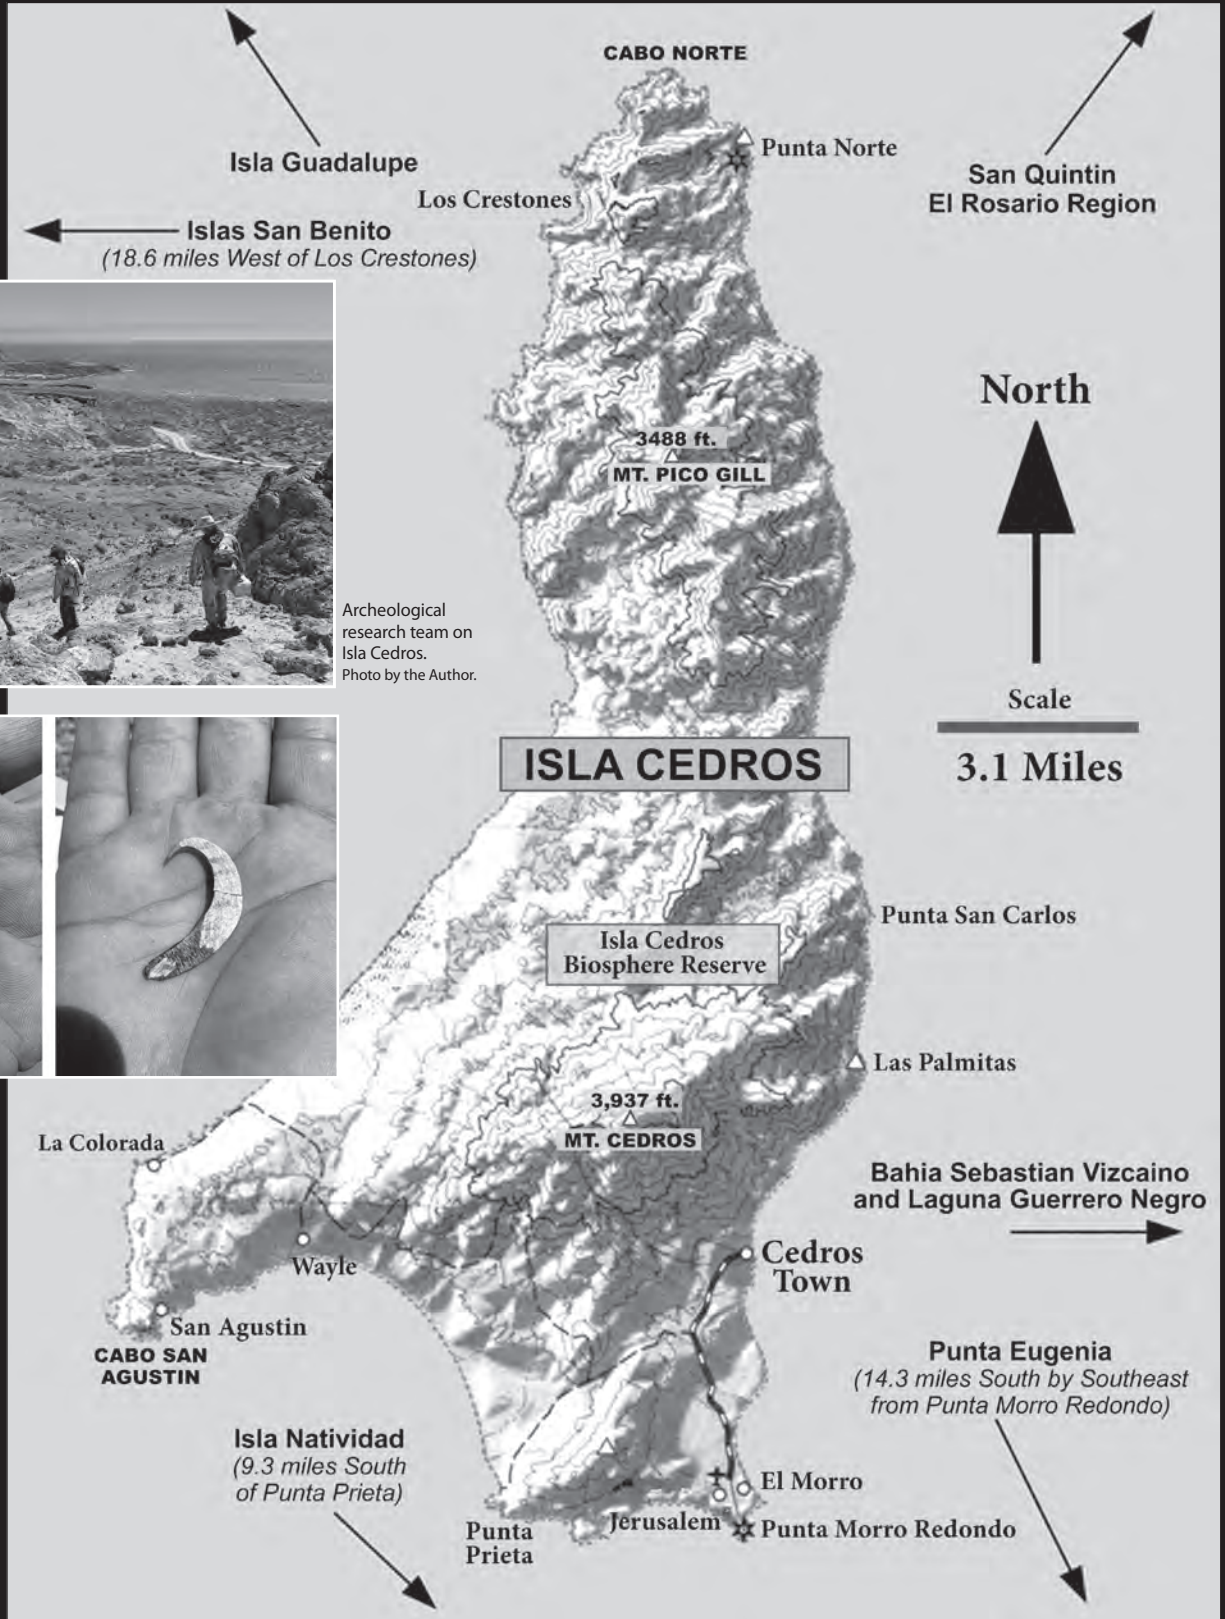 CABO NORTE
Punta Norte
Isla Guadalupe
San Quintin
El Rosario Region
Los Crestones
Islas San Benito
(18.6 miles West of Los Crestones)
North
3488 ft.
MT. PICO GILL
Archeological
research team on
Isla Cedros.
Photo by the Author.
Scale
3.1 Miles
ISLA CEDROS
Punta San Carlos
Isla Cedros
Biosphere Reserve
Las Palmitas
3,937 ft.
MT. CEDROS
La Colorada
Bahia Sebastian Vizcaino
and Laguna Guerrero Negro
Cedros
Town
Wayle
San Agustin
CABO SAN
AGUSTIN
Punta Eugenia
(14.3 miles South by Southeast
from Punta Morro Redondo)
Isla Natividad
(9.3 miles South
of Punta Prieta)
El Morro
Jerusalem
Punta Morro Redondo
Punta
Prieta